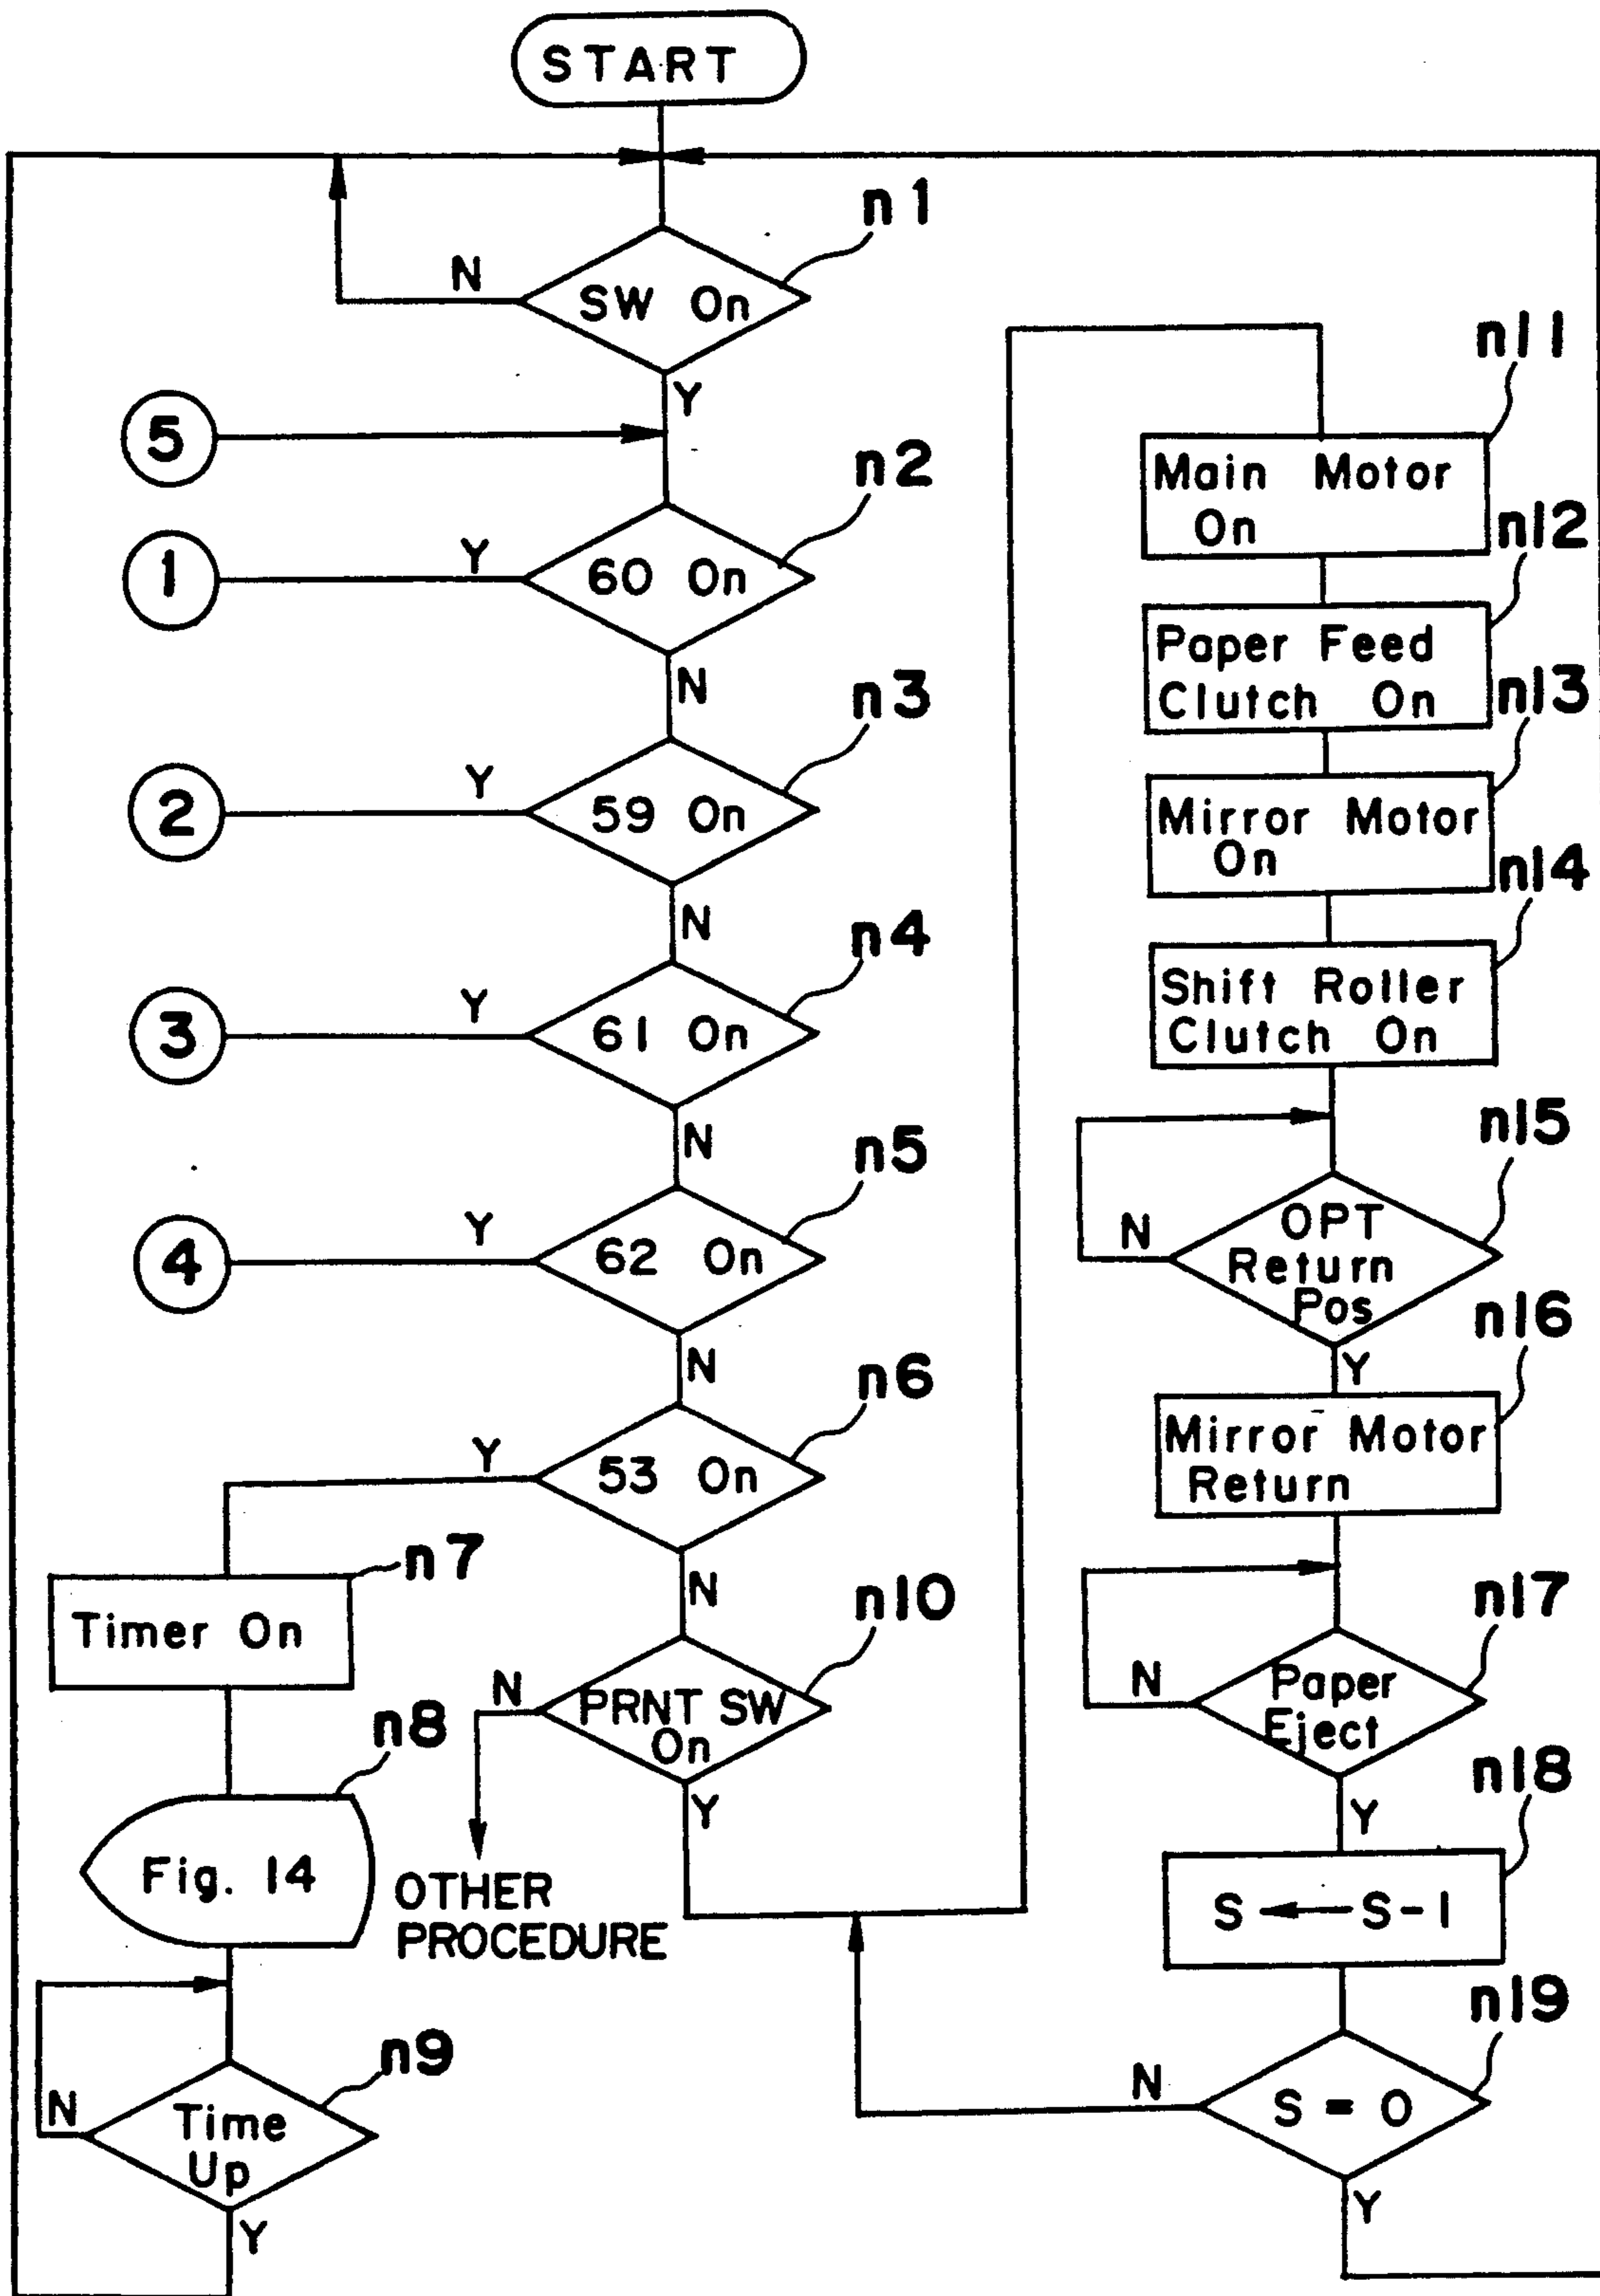 START
n1
N
SW On
Y
5
n2
1
Y
60 On
N
n3
2
Y
59 On
N
n4
3
Y
61 On
N
n5
4
Y
62 On
N
n6
Y
53 On
N
n7
Timer On
n8
Fig. 14
n9
N
Time
Up
Y
n10
N
PRNT SW
On
Y
OTHER
PROCEDURE
n11
Main Motor
On
n12
Paper Feed
Clutch On
n13
Mirror Motor
On
n14
Shift Roller
Clutch On
n15
N
OPT
Return
Pos
Y
n16
Mirror Motor
Return
n17
N
Paper
Eject
Y
n18
S ← S-1
n19
N
S = 0
Y